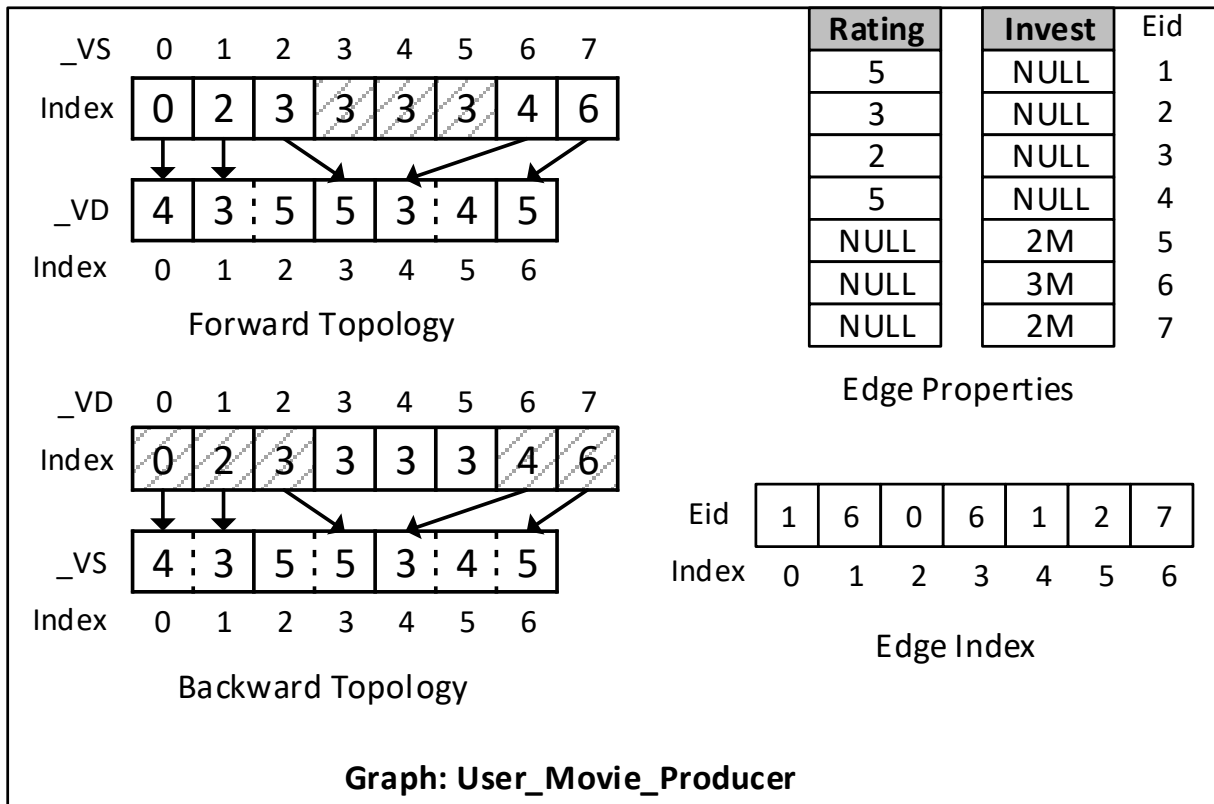 _VS 0 1 2 3 4 5 6 7
Index 0 2 3 3 3 3 4 6
_VD 4 3 5 5 3 4 5
Index 0 1 2 3 4 5 6
Forward Topology
_VD 0 1 2 3 4 5 6 7
Index 0 2 3 3 3 3 4 6
_VS 4 3 5 5 3 4 5
Index 0 1 2 3 4 5 6
Backward Topology
Rating Invest Eid
5 NULL 1
3 NULL 2
2 NULL 3
5 NULL 4
NULL 2M 5
NULL 3M 6
NULL 2M 7
Edge Properties
Eid 1 6 0 6 1 2 7
Index 0 1 2 3 4 5 6
Edge Index
Graph: User_Movie_Producer